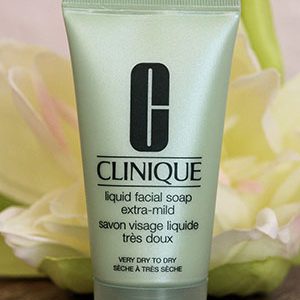 C
CLINIQUE
liquid facial soap
extra-mild
savon visage liquide
très doux
VERY DRY TO DRY
SÈCHE À TRÈS SÈCHE